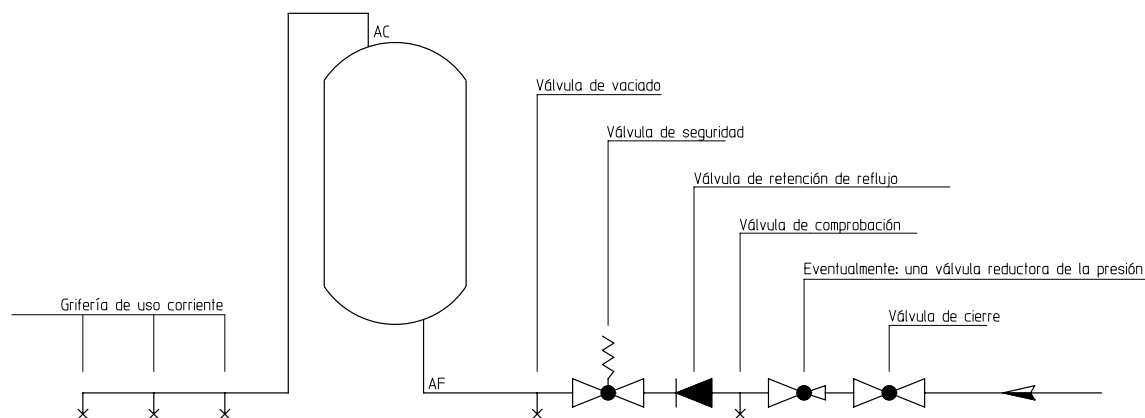 AC
Válvula de vaciado
Válvula de seguridad
Válvula de retención de reflujo
Válvula de comprobación
Eventualmente: una válvula reductora de la presión
Grifería de uso corriente
Válvula de cierre
AF